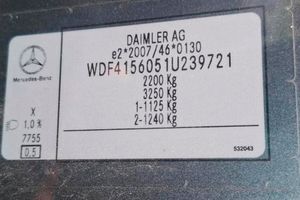 DAIMLER AG
e2*2007/46*0130
WDF4156051U239721
2200 Kg
3250 Kg
1-1125 Kg
2-1240 Kg
Mercedes-Benz
X
1,0 %
7755
0.5
532043